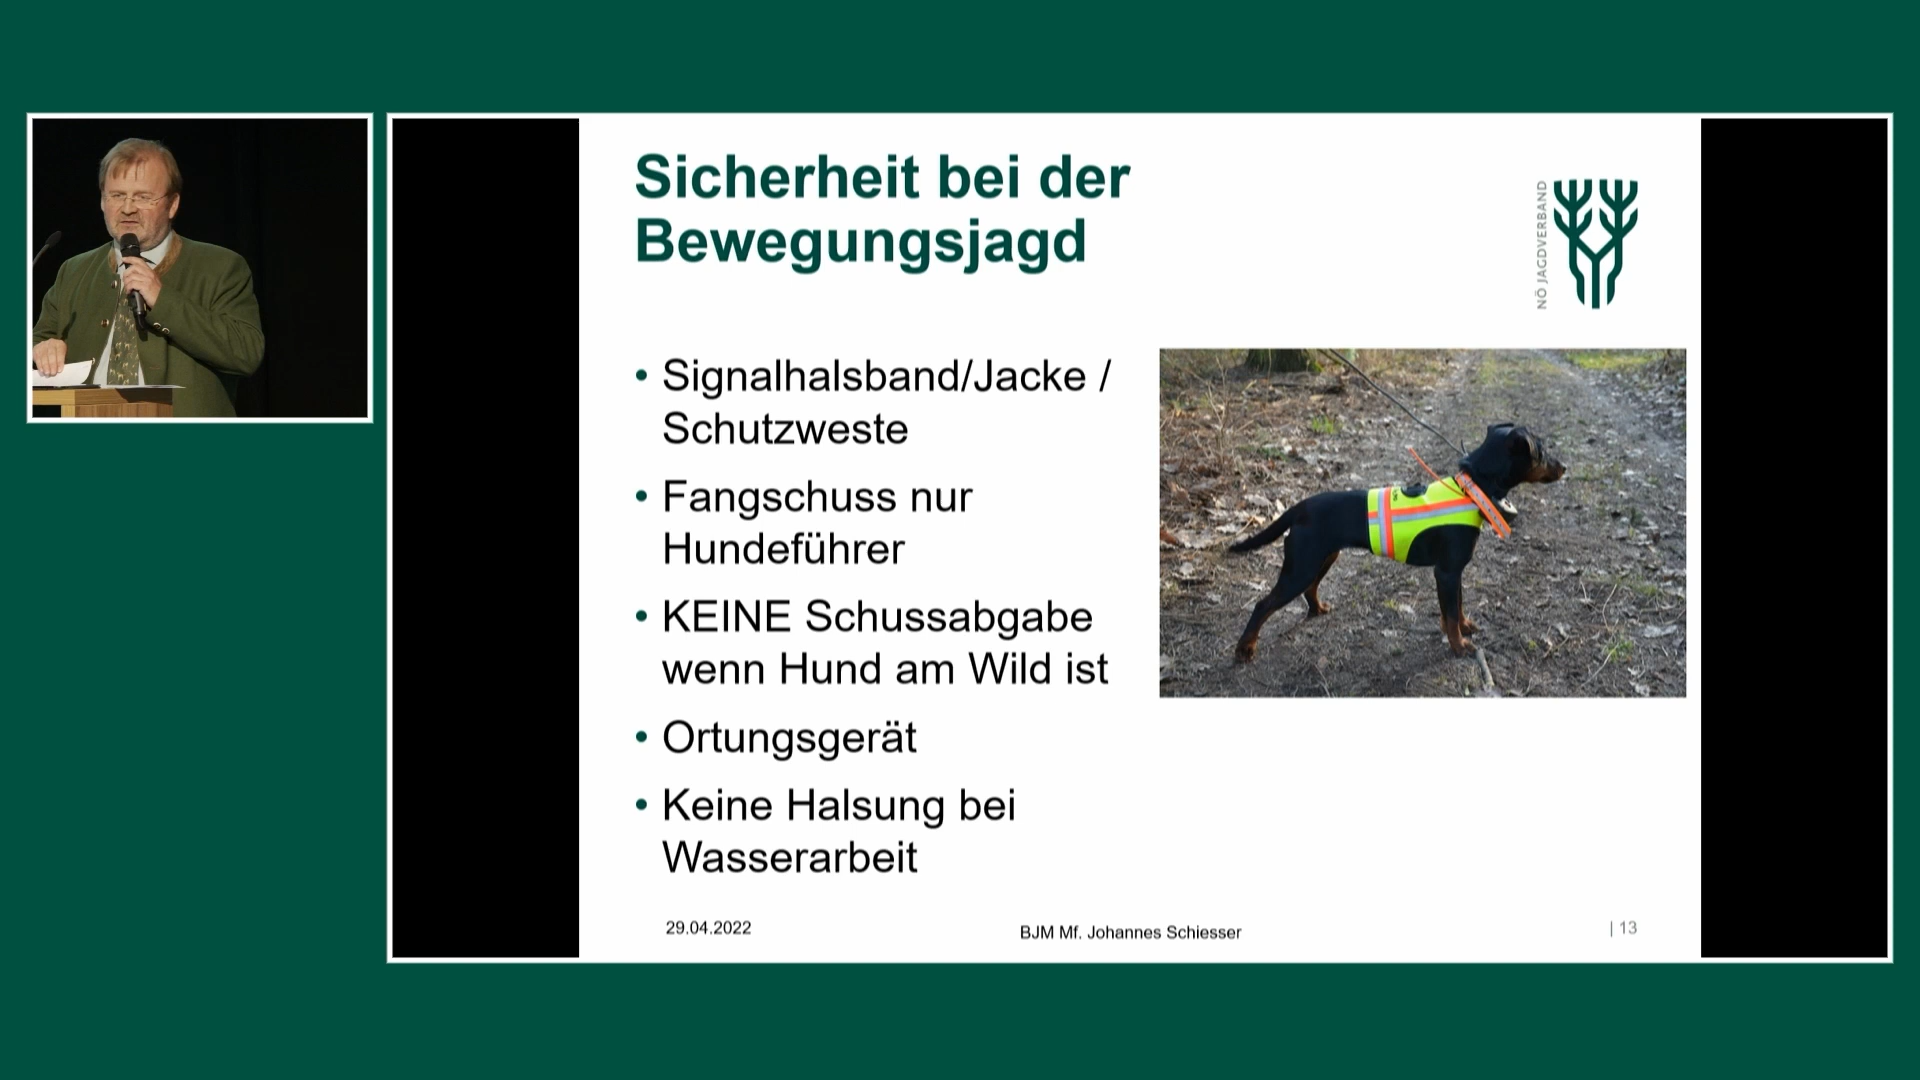 Sicherheit bei der
Bewegungsjagd
NÖ JAGDVERBAND
• Signalhalsband/Jacke /
Schutzweste
• Fangschuss nur
Hundeführer
• KEINE Schussabgabe
wenn Hund am Wild ist
• Ortungsgerät
• Keine Halsung bei
Wasserarbeit
29.04.2022
BJM Mf. Johannes Schiesser
| 13